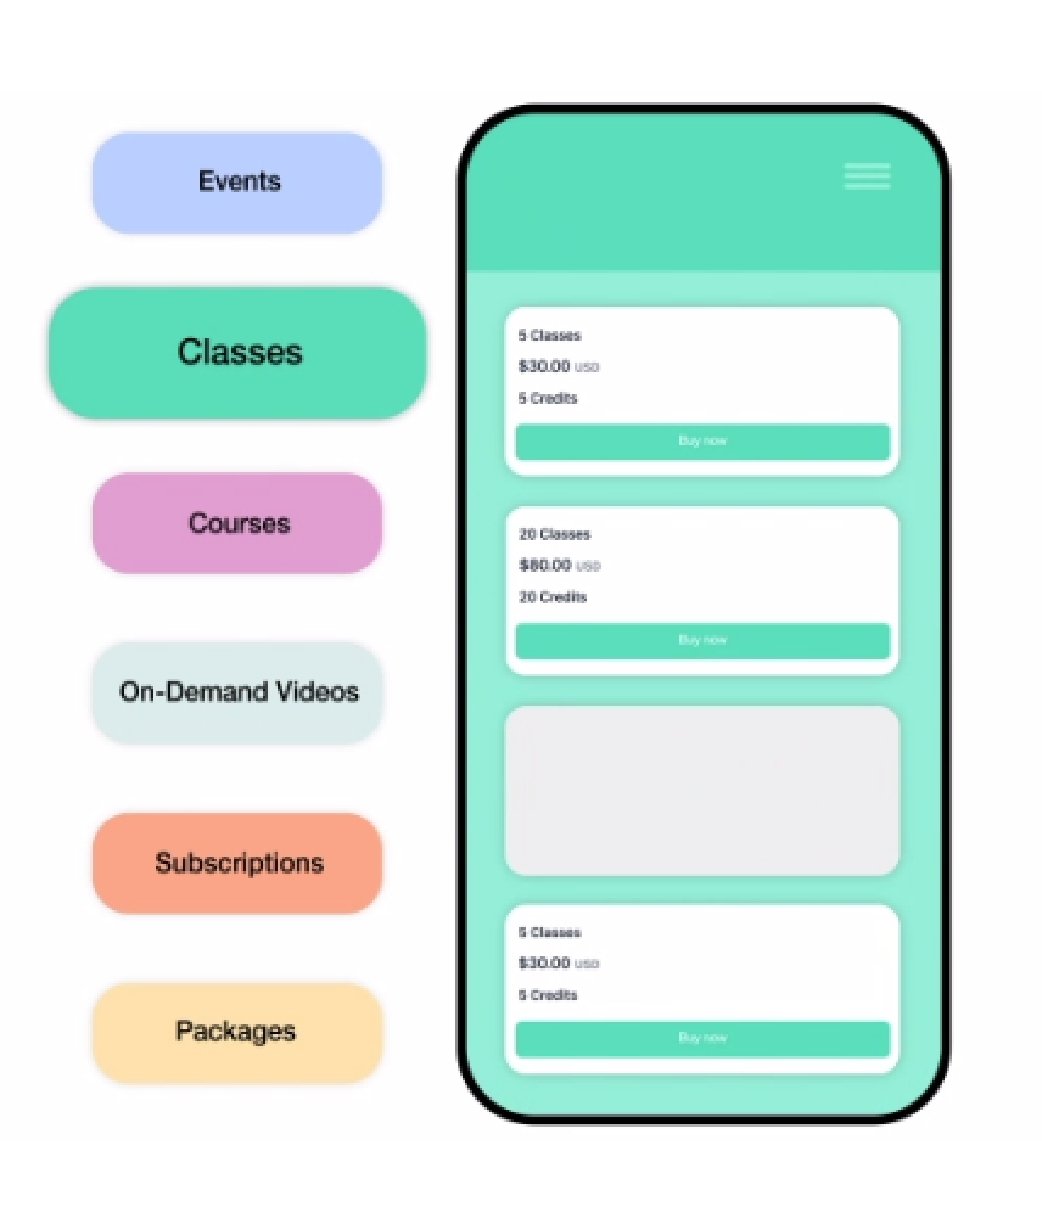 Events
Classes
Courses
On-Demand Videos
Subscriptions
Packages
5 Classes
$30.00 USD
5 Credits
Buy now
20 Classes
$80.00 USD
20 Credits
Buy now
5 Classes
$30.00 USD
5 Credits
Buy now